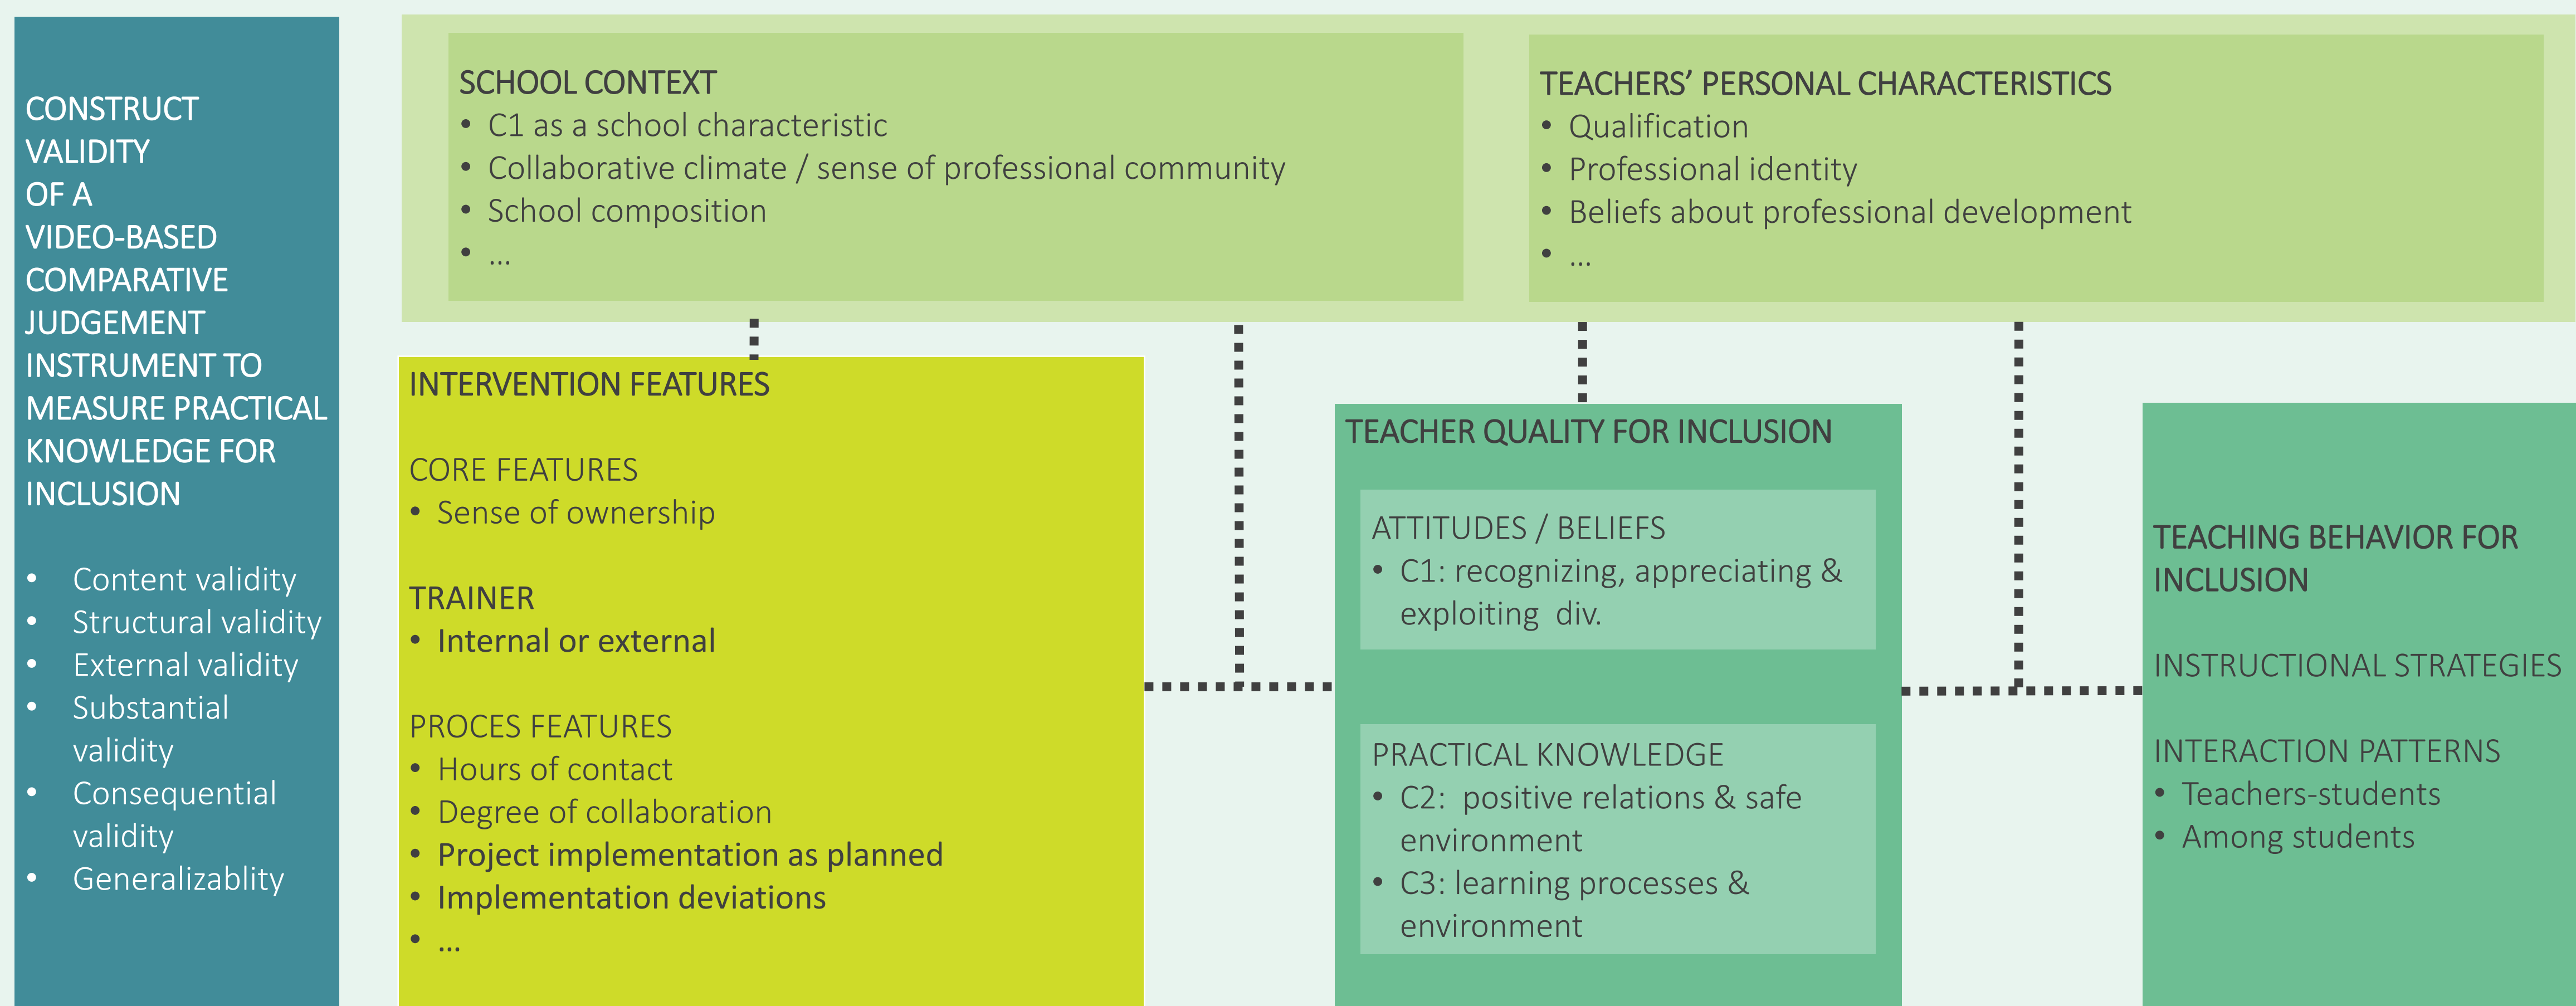 CONSTRUCT
VALIDITY
OF A
VIDEO-BASED
COMPARATIVE
JUDGEMENT
INSTRUMENT TO
MEASURE PRACTICAL
KNOWLEDGE FOR
INCLUSION
• Content validity
• Structural validity
• External validity
• Substantial
validity
• Consequential
validity
• Generalizablity
SCHOOL CONTEXT
• C1 as a school characteristic
• Collaborative climate / sense of professional community
• School composition
• ...
TEACHERS’ PERSONAL CHARACTERISTICS
• Qualification
• Professional identity
• Beliefs about professional development
• ...
INTERVENTION FEATURES
CORE FEATURES
• Sense of ownership
TRAINER
• Internal or external
PROCES FEATURES
• Hours of contact
• Degree of collaboration
• Project implementation as planned
• Implementation deviations
• ...
TEACHER QUALITY FOR INCLUSION
ATTITUDES / BELIEFS
• C1: recognizing, appreciating &
exploiting div.
PRACTICAL KNOWLEDGE
• C2: positive relations & safe
environment
• C3: learning processes &
environment
TEACHING BEHAVIOR FOR
INCLUSION
INSTRUCTIONAL STRATEGIES
INTERACTION PATTERNS
• Teachers-students
• Among students